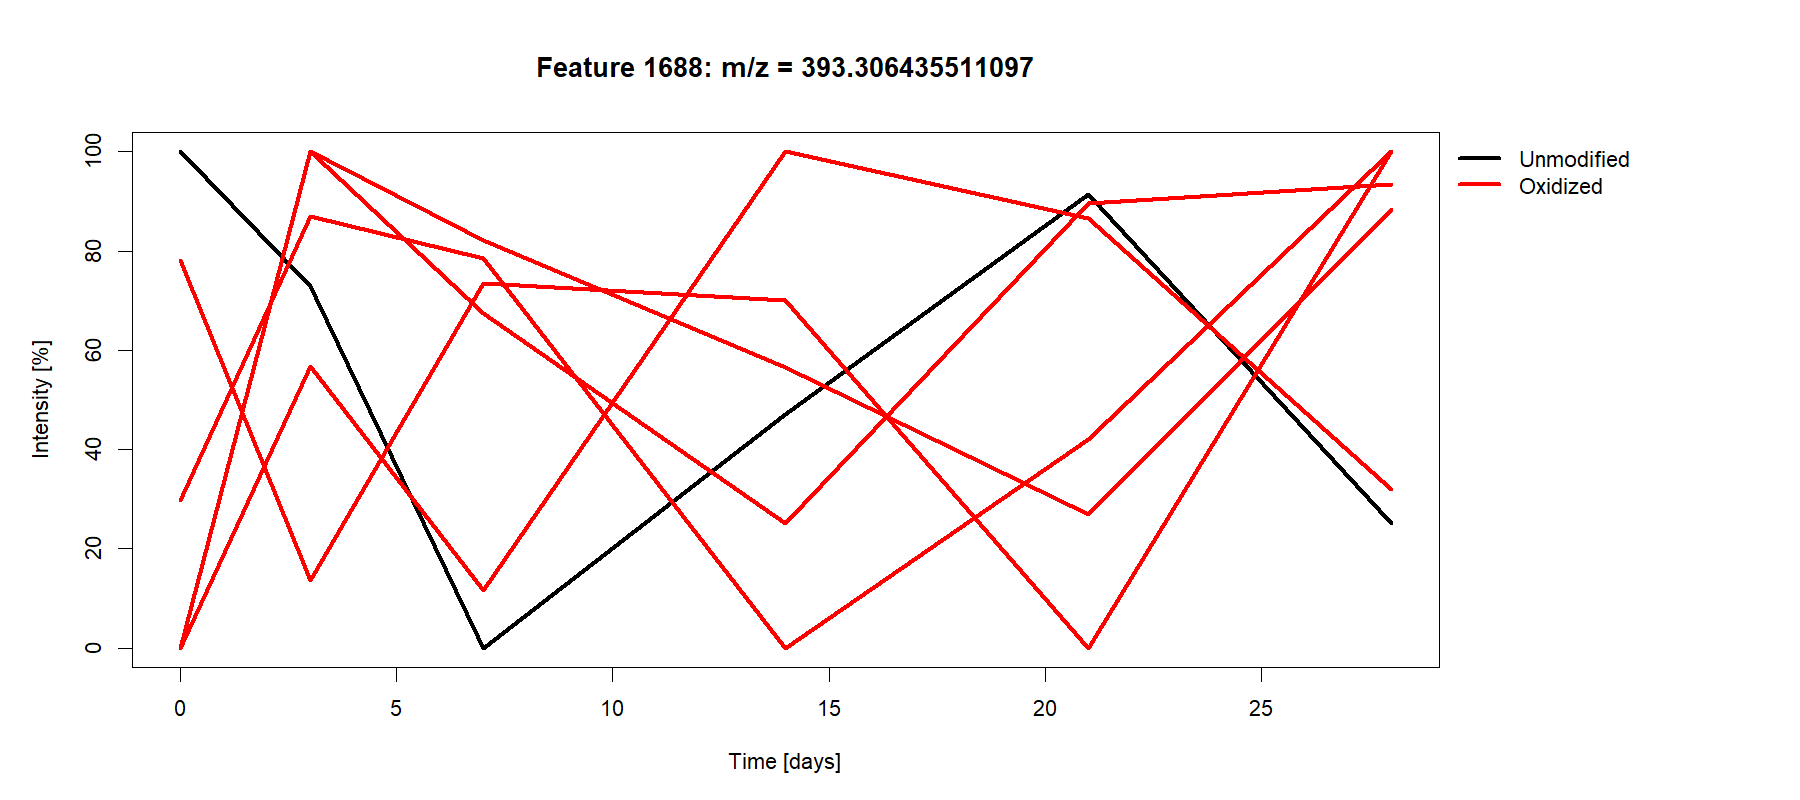 Feature 1688: m/z = 393.306435511097
Unmodified
Oxidized
Intensity [%]
100
80
60
40
20
0
0 5 10 15 20 25
Time [days]